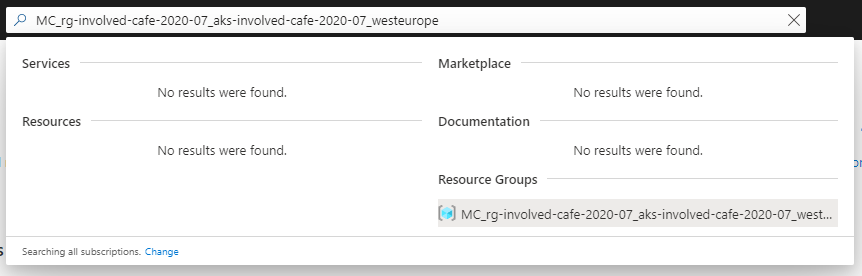 MC_rg-involved-cafe-2020-07_aks-involved-cafe-2020-07_westeurope
Services
No results were found.
Resources
No results were found.
Marketplace
No results were found.
Documentation
No results were found.
Resource Groups
MC_rg-involved-cafe-2020-07_aks-involved-cafe-2020-07_west...
Searching all subscriptions. Change